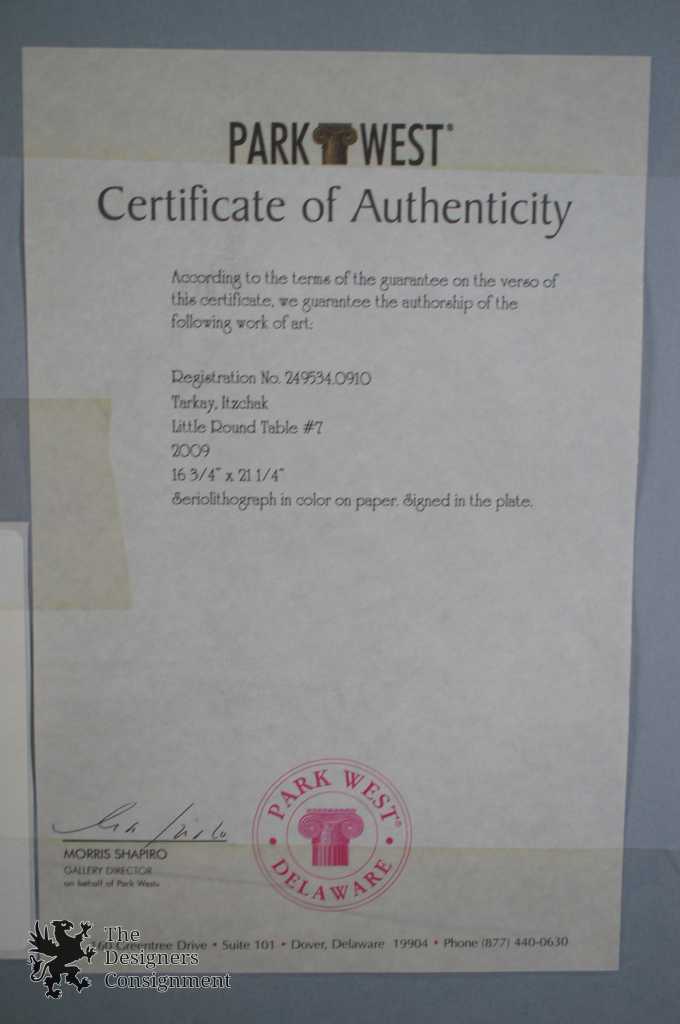 PARK WEST®
Certificate of Authenticity
According to the terms of the guarantee on the verso of
this certificate, we guarantee the authorship of the
following work of art:
Registration No. 249534.0910
Tarkay, Itzchak
Little Round Table #7
2009
16 3/4" x 21 1/4"
Seriolithograph in color on paper. Signed in the plate.
PARK WEST®
DELAWARE
MORRIS SHAPIRO
GALLERY DIRECTOR
on behalf of Park West®
160 Greentree Drive • Suite 101 • Dover, Delaware 19904 • Phone (877) 440-0630
The
Designers
Consignment